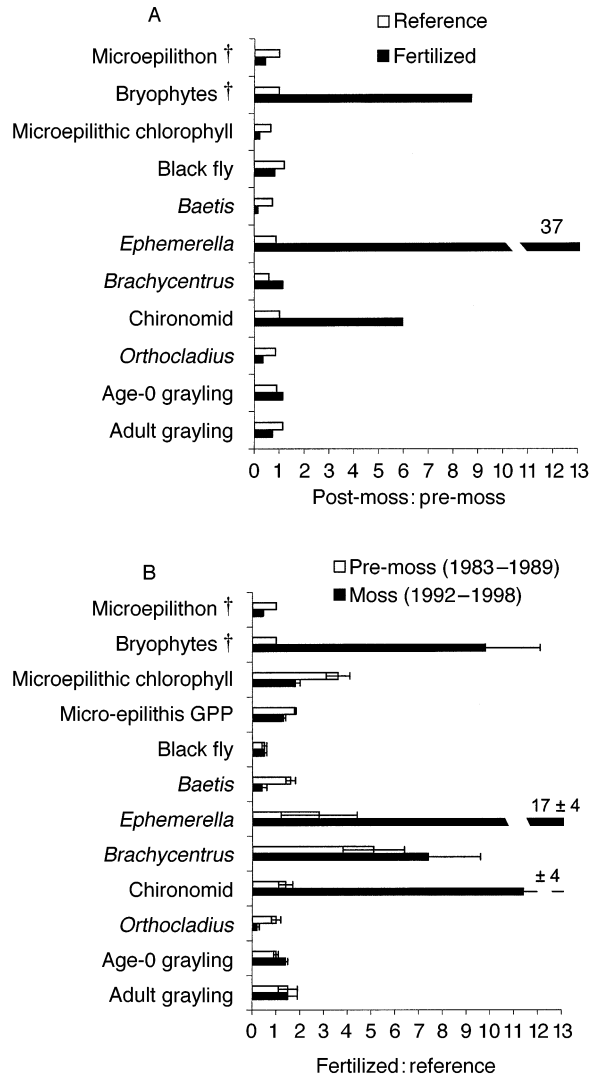 A
Reference
Fertilized
Microepilithon †
Bryophytes †
Microepilithic chlorophyll
Black fly
Baetis
37
Ephemerella
Brachycentrus
Chironomid
Orthocladius
Age-0 grayling
Adult grayling
0 1 2 3 4 5 6 7 8 9 10 11 12 13
Post-moss : pre-moss
B
Pre-moss (1983–1989)
Moss (1992–1998)
Microepilithon †
Bryophytes †
Microepilithic chlorophyll
Micro-epilithis GPP
Black fly
Baetis
17 ± 4
Ephemerella
Brachycentrus
± 4
Chironomid
Orthocladius
Age-0 grayling
Adult grayling
0 1 2 3 4 5 6 7 8 9 10 11 12 13
Fertilized : reference